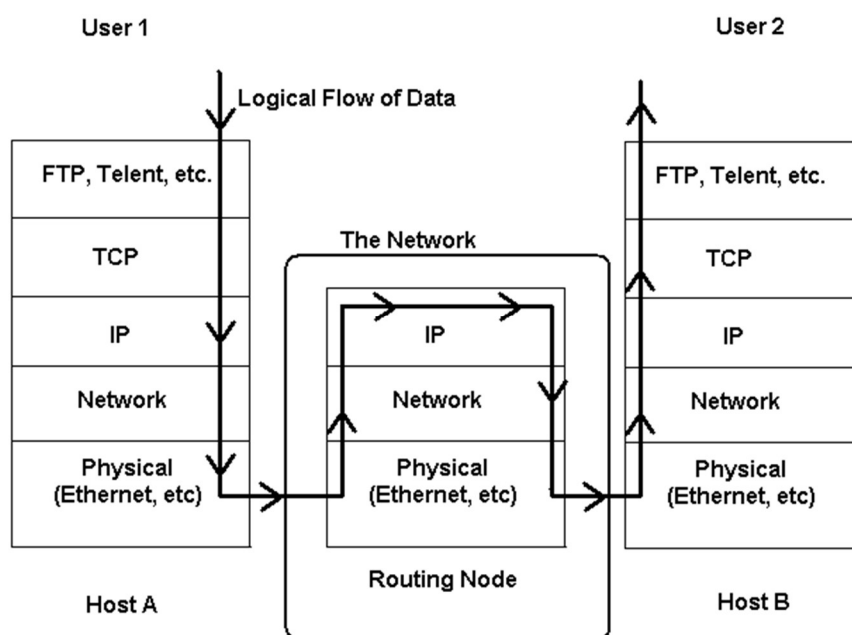 User 1
User 2
Logical Flow of Data
FTP, Telent, etc.
TCP
IP
Network
Physical
(Ethernet, etc)
Host A
The Network
IP
Network
Physical
(Ethernet, etc)
Routing Node
FTP, Telent, etc.
TCP
IP
Network
Physical
(Ethernet, etc)
Host B